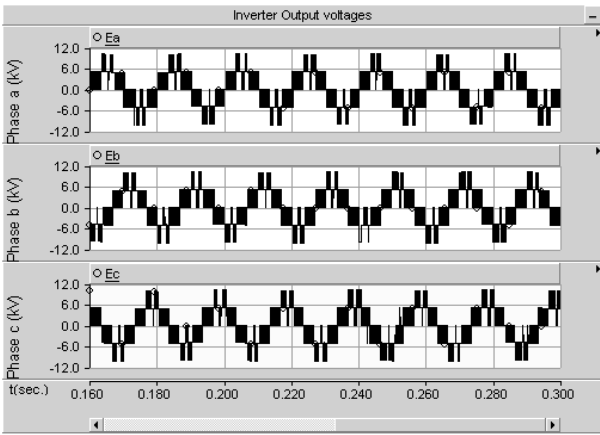 Inverter Output voltages
Phase a (kV)
Ea
12.0
6.0
0.0
-6.0
-12.0
Phase b (kV)
Eb
12.0
6.0
0.0
-6.0
-12.0
Phase c (kV)
Ec
12.0
6.0
0.0
-6.0
-12.0
t(sec.) 0.160 0.180 0.200 0.220 0.240 0.260 0.280 0.300